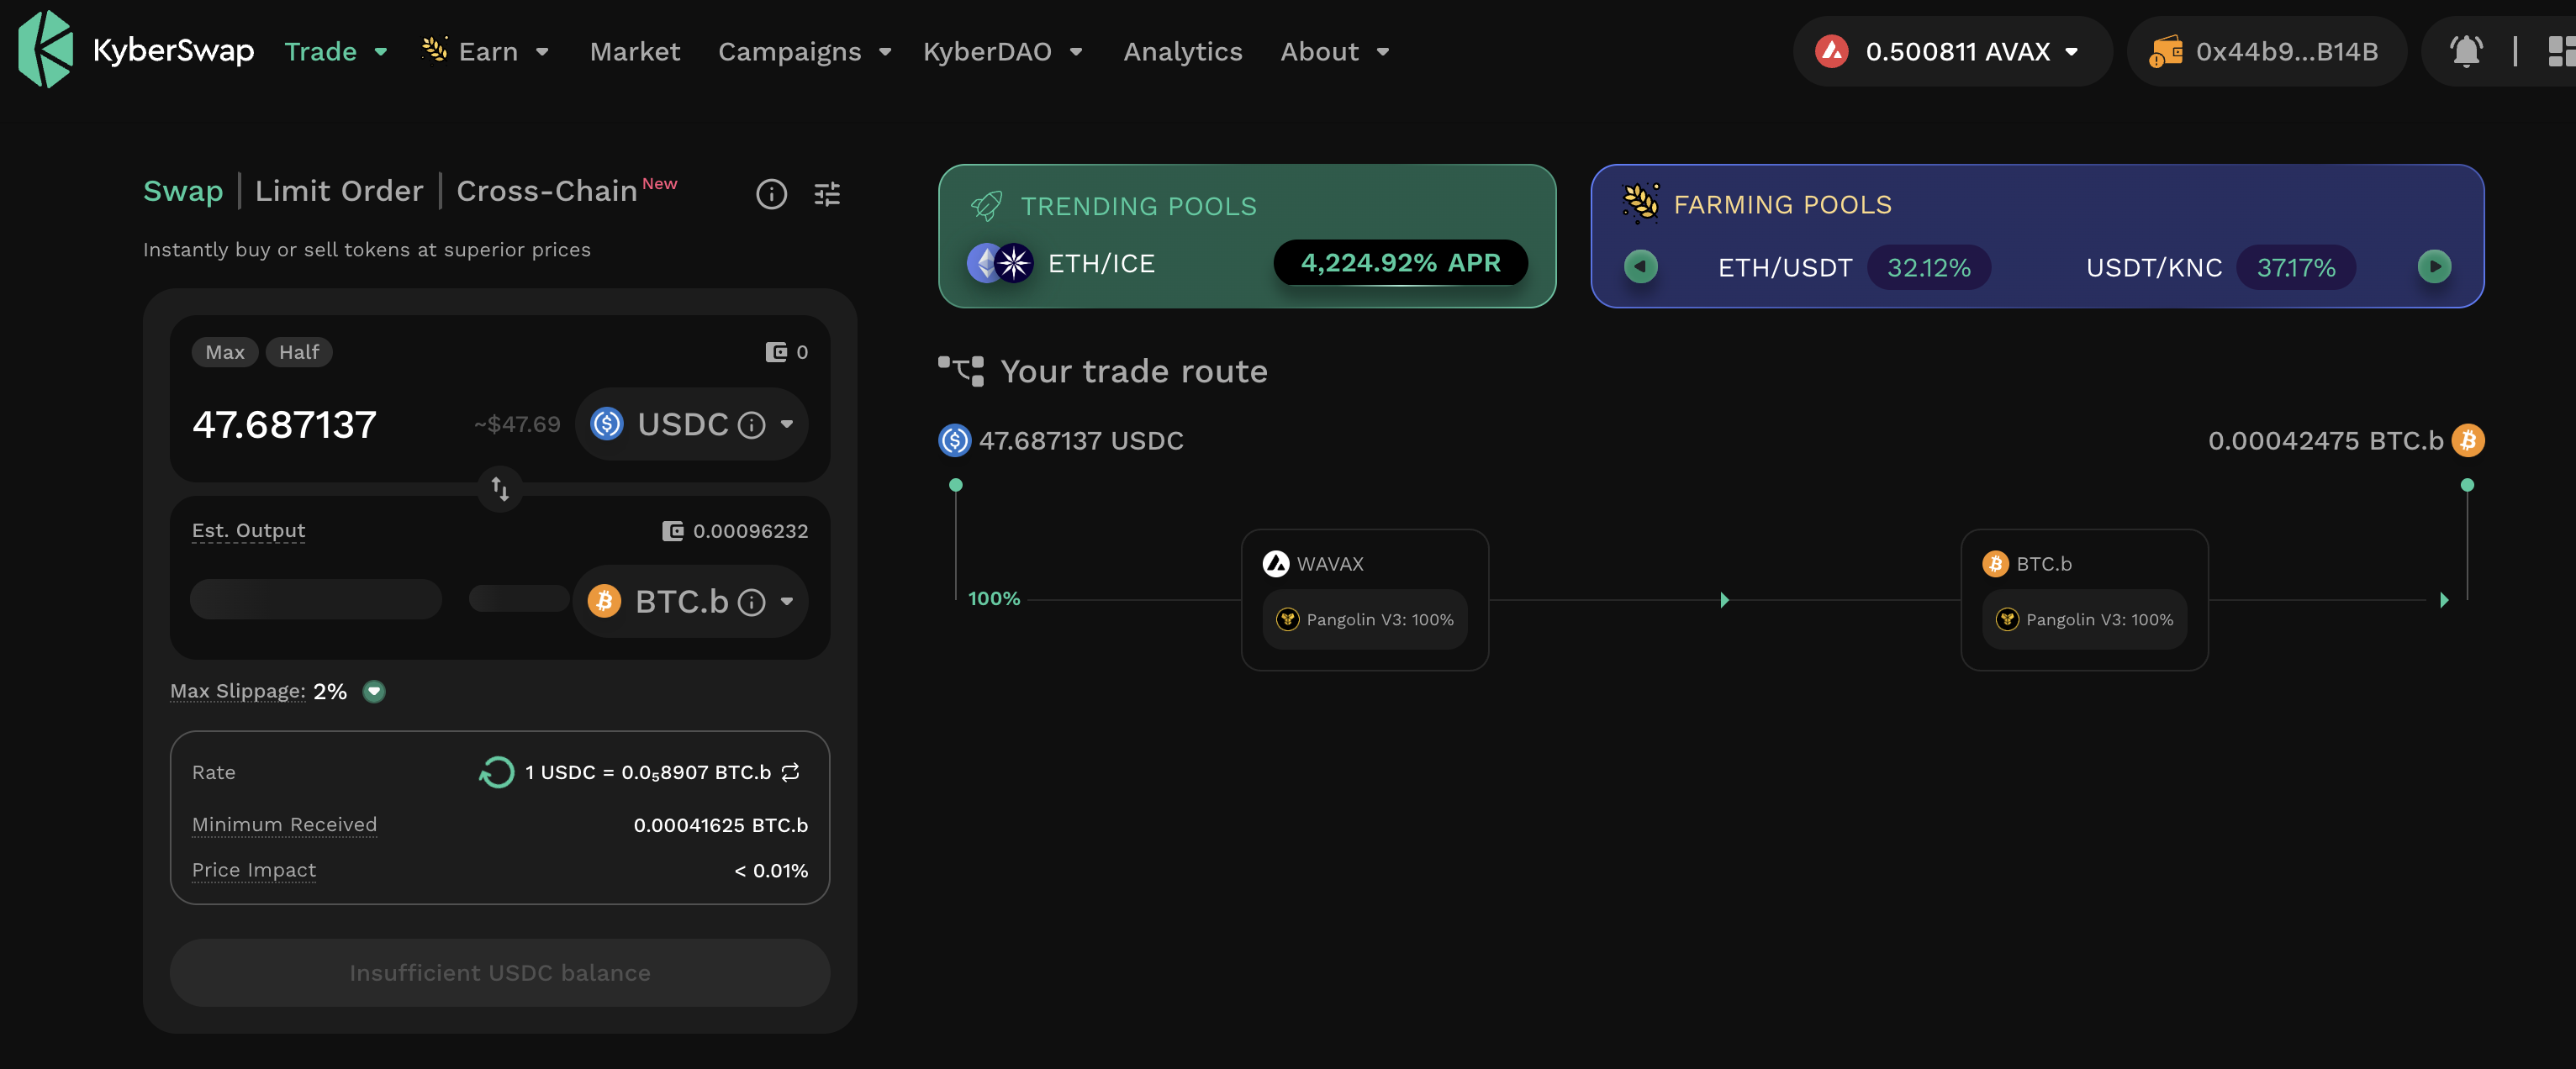 KyberSwap Trade Earn Market Campaigns KyberDAO Analytics About 0.500811 AVAX 0x44b9...B14B
Swap | Limit Order | Cross-Chain New
Instantly buy or sell tokens at superior prices
Max Half 0
47.687137 ~$47.69 USDC
Est. Output 0.00096232
BTC.b
Max Slippage: 2%
Rate 1 USDC = 0.0₅8907 BTC.b
Minimum Received 0.00041625 BTC.b
Price Impact < 0.01%
Insufficient USDC balance
TRENDING POOLS
ETH/ICE 4,224.92% APR
FARMING POOLS
ETH/USDT 32.12% USDT/KNC 37.17%
Your trade route
47.687137 USDC 0.00042475 BTC.b
100%
WAVAX
Pangolin V3: 100%
BTC.b
Pangolin V3: 100%